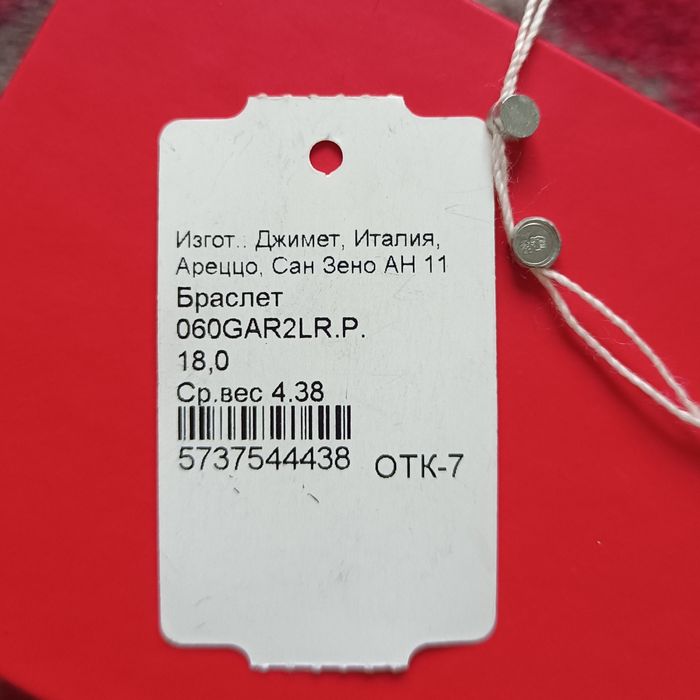 Изгот.: Джимет, Италия,
Ареццо, Сан Зено АН 11
Браслет
060GAR2LR.P.
18,0
Ср.вес 4.38
5737544438 ОТК-7